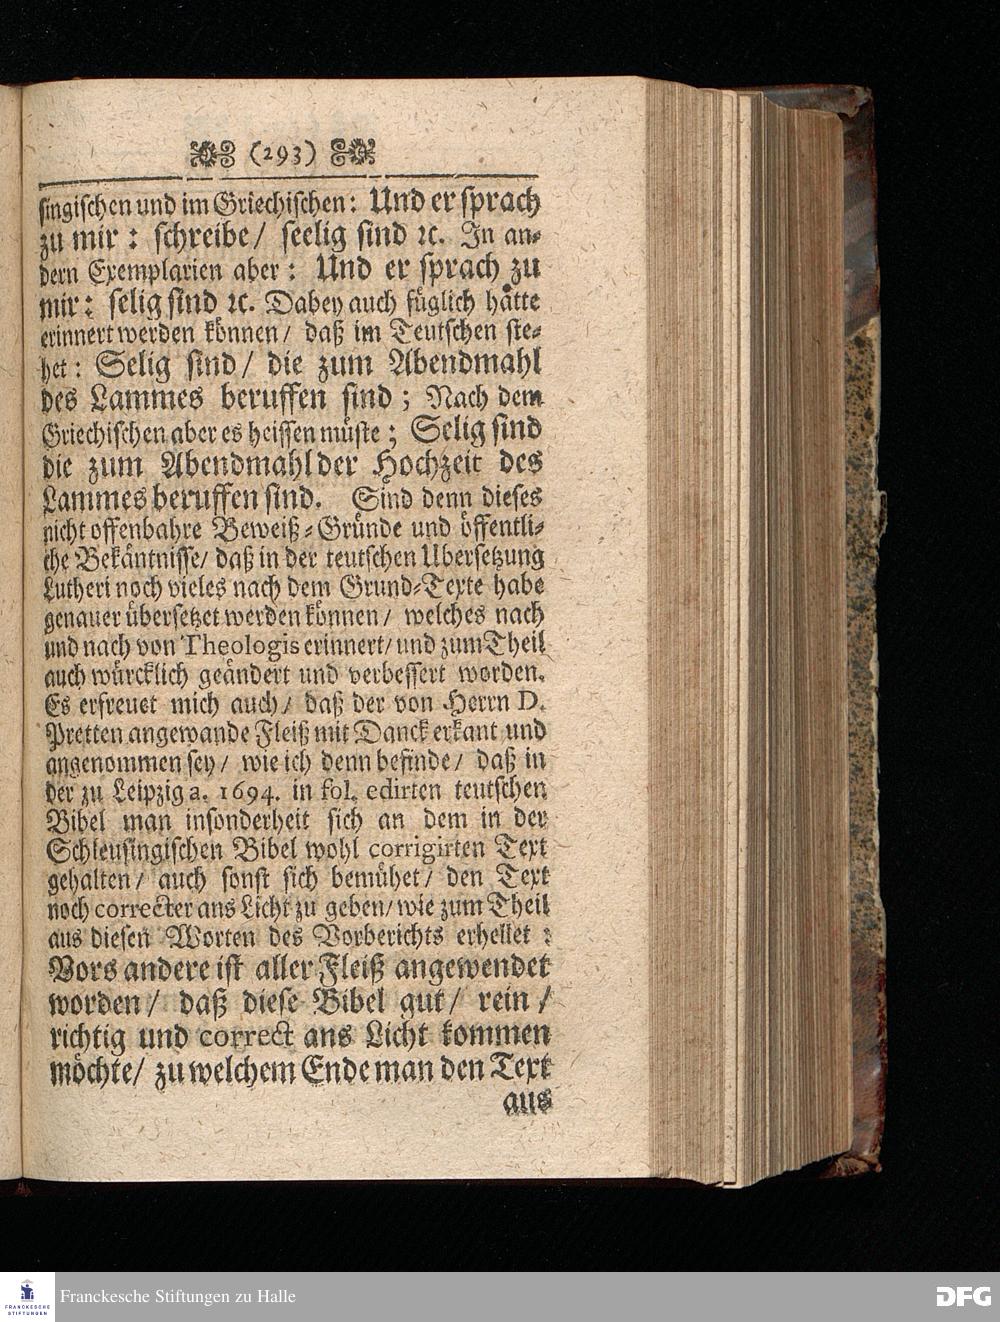 (293)
singischen und im Griechischen: Und er sprach
zu mir: schreibe/ seelig sind ꝛc. In an⸗
dern Exemplarien aber: Und er sprach zu
mir: selig sind ꝛc. Dabey auch füglich hätte
erinnert werden können/ daß im Teutschen ste⸗
het: Selig sind/ die zum Abendmahl
des Lammes beruffen sind; Nach dem
Griechischen aber es heissen müste; Selig sind
die zum Abendmahl der Hochzeit des
Lammes beruffen sind. Sind denn dieses
nicht offenbahre Beweiß⸗Gründe und öffentli⸗
che Bekäntnisse/ daß in der teutschen Ubersetzung
Lutheri noch vieles nach dem Grund⸗Texte habe
genauer übersetzet werden können/ welches nach
und nach von Theologis erinnert/ und zum Theil
auch würcklich geändert und verbessert worden.
Es erfreuet mich auch/ daß der von Herrn D.
Pretten angewande Fleiß mit Danck erkant und
angenommen sey/ wie ich denn befinde/ daß in
der zu Leipzig a. 1694. in fol. edirten teutschen
Bibel man insonderheit sich an dem in der
Schleusingischen Bibel wohl corrigirten Text
gehalten/ auch sonst sich bemühet/ den Text
noch correcter ans Licht zu geben/ wie zum Theil
aus diesen Worten des Vorberichts erhellet:
Vors andere ist aller Fleiß angewendet
worden/ daß diese Bibel gut/ rein/
richtig und correct ans Licht kommen
möchte/ zu welchem Ende man den Text
aus
FRANCKESCHE
STIFTUNGEN
Franckesche Stiftungen zu Halle
DFG